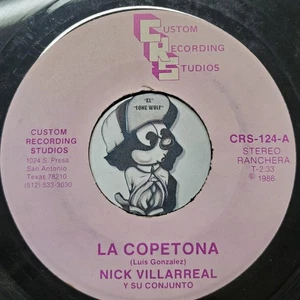 CUSTOM
RECORDING
STUDIOS
"EL"
"LONE WOLF"
CUSTOM
RECORDING
STUDIOS
1024 S. Presa
San Antonio
Texas 78210
(512) 533-9030
CRS-124-A
STEREO
RANCHERA
T-2:33
© 1986
LA COPETONA
(Luis Gonzalez)
NICK VILLARREAL
Y SU CONJUNTO